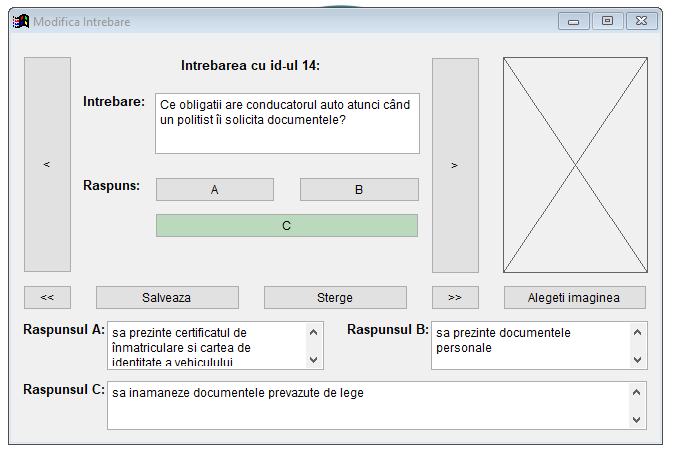 Modifica Intrebare
Intrebarea cu id-ul 14:
<
Intrebare:
Ce obligatii are conducatorul auto atunci când
un politist îi solicita documentele?
>
Raspuns:
A
B
C
<<
Salveaza
Sterge
>>
Alegeti imaginea
Raspunsul A:
sa prezinte certificatul de
înmatriculare si cartea de
identitate a vehiculului
Raspunsul B:
sa prezinte documentele
personale
Raspunsul C:
sa inamaneze documentele prevazute de lege